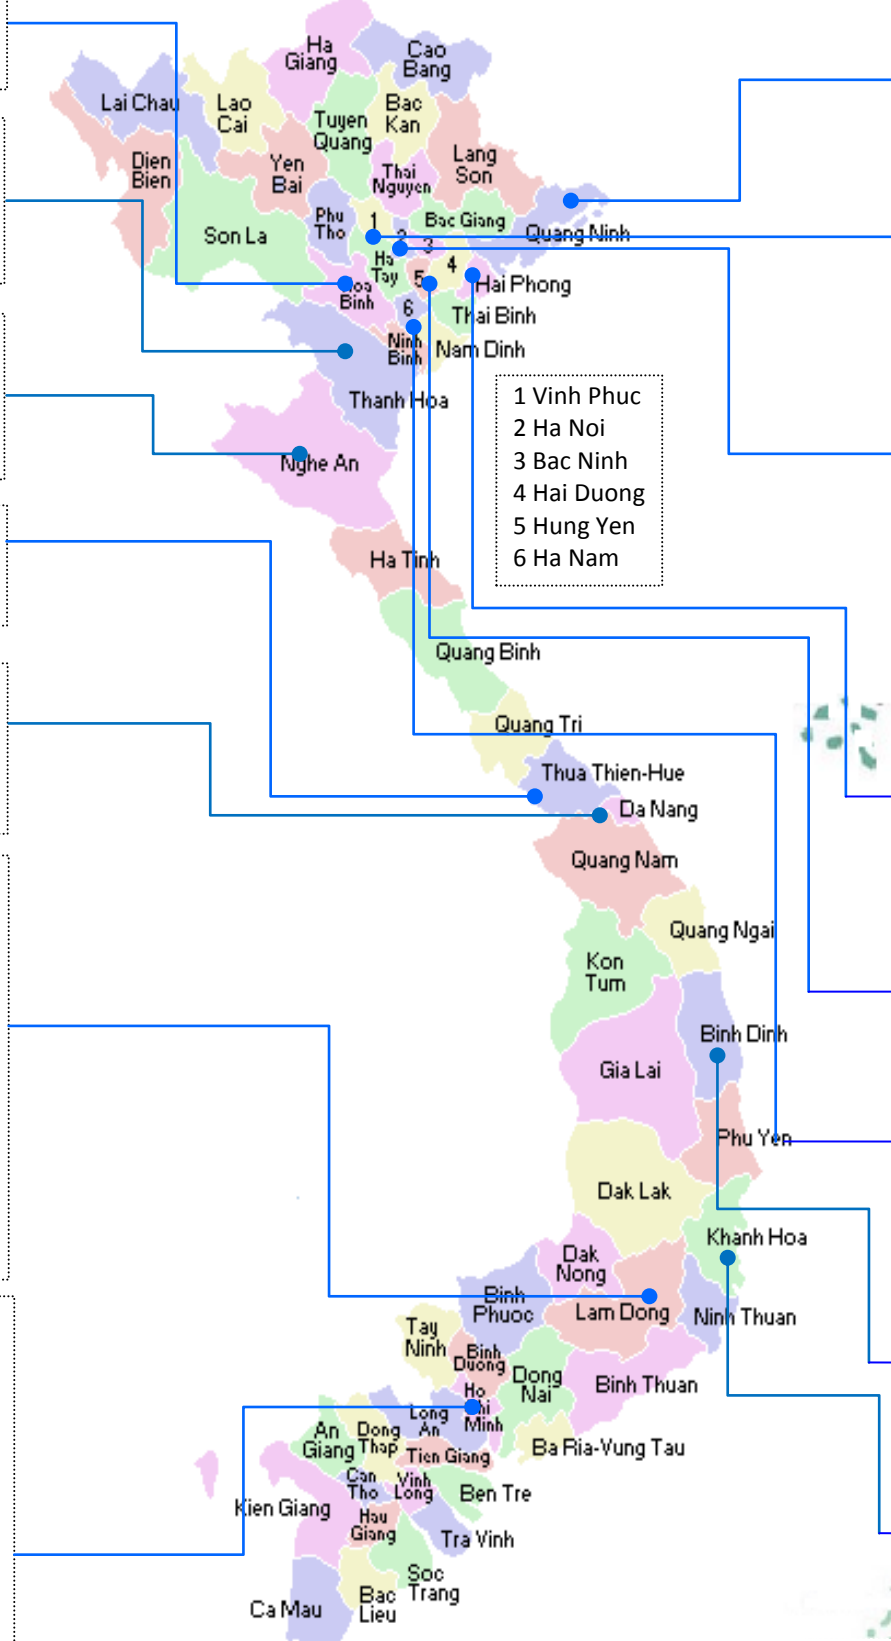 Ha
Giang
Cao
Bang
Lai Chau
Lao
Cai
Tuyen
Quang
Bac
Kan
Dien
Bien
Yen
Bai
Thai
Nguyen
Lang
Son
Son La
Phu
Tho
1
Bac Giang
Quang Ninh
2
3
Ha
Tay
4
5
Hai Phong
Hoa
Binh
6
Thai Binh
Ninh
Binh
Nam Dinh
Thanh Hoa
1 Vinh Phuc
2 Ha Noi
3 Bac Ninh
4 Hai Duong
5 Hung Yen
6 Ha Nam
Nghe An
Ha Tinh
Quang Binh
Quang Tri
Thua Thien-Hue
Da Nang
Quang Nam
Quang Ngai
Kon
Tum
Binh Dinh
Gia Lai
Phu Yen
Dak Lak
Khanh Hoa
Dak
Nong
Binh
Phuoc
Lam Dong
Ninh Thuan
Tay
Ninh
Binh
Duong
Dong
Nai
Binh Thuan
Ho
Chi
Minh
Long
An
An
Giang
Dong
Thap
Tien Giang
Ba Ria-Vung Tau
Can
Tho
Vinh
Long
Ben Tre
Kien Giang
Hau
Giang
Tra Vinh
Soc
Trang
Bac
Lieu
Ca Mau